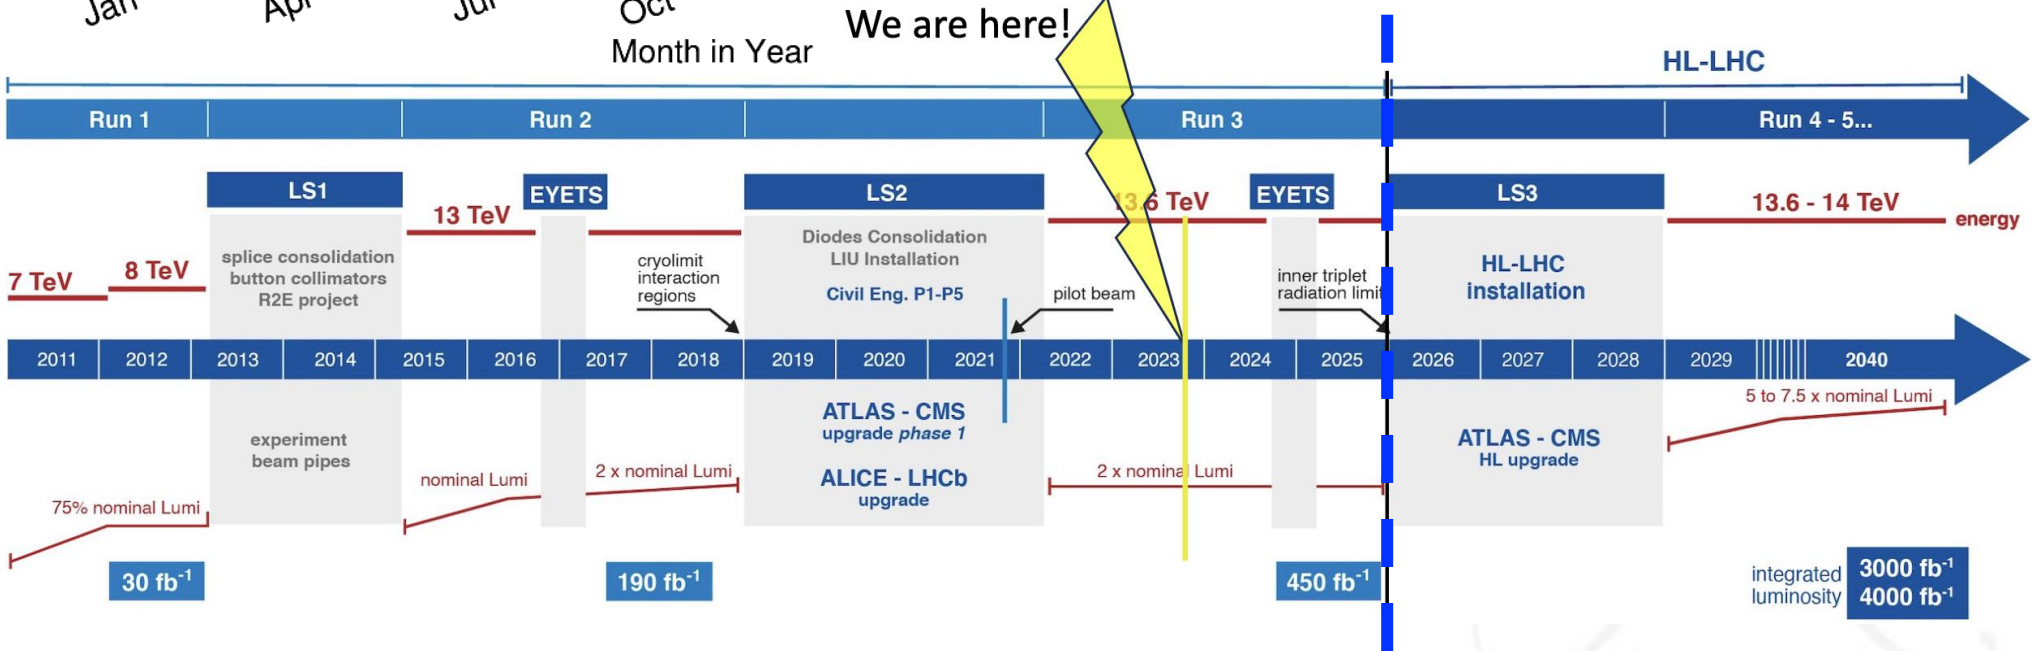 Jan
Apr
Jul
Oct
Month in Year
We are here!
HL-LHC
Run 1
Run 2
Run 3
Run 4 - 5...
LS1
EYETS
LS2
EYETS
LS3
7 TeV
8 TeV
13 TeV
13.6 TeV
13.6 - 14 TeV
energy
splice consolidation
button collimators
R2E project
cryolimit
interaction
regions
Diodes Consolidation
LIU Installation
Civil Eng. P1-P5
pilot beam
inner triplet
radiation limit
HL-LHC
installation
2011 2012 2013 2014 2015 2016 2017 2018 2019 2020 2021 2022 2023 2024 2025 2026 2027 2028 2029 2040
experiment
beam pipes
ATLAS - CMS
upgrade phase 1
ALICE - LHCb
upgrade
ATLAS - CMS
HL upgrade
75% nominal Lumi
nominal Lumi
2 x nominal Lumi
2 x nominal Lumi
5 to 7.5 x nominal Lumi
30 fb⁻¹
190 fb⁻¹
450 fb⁻¹
integrated
luminosity
3000 fb⁻¹
4000 fb⁻¹